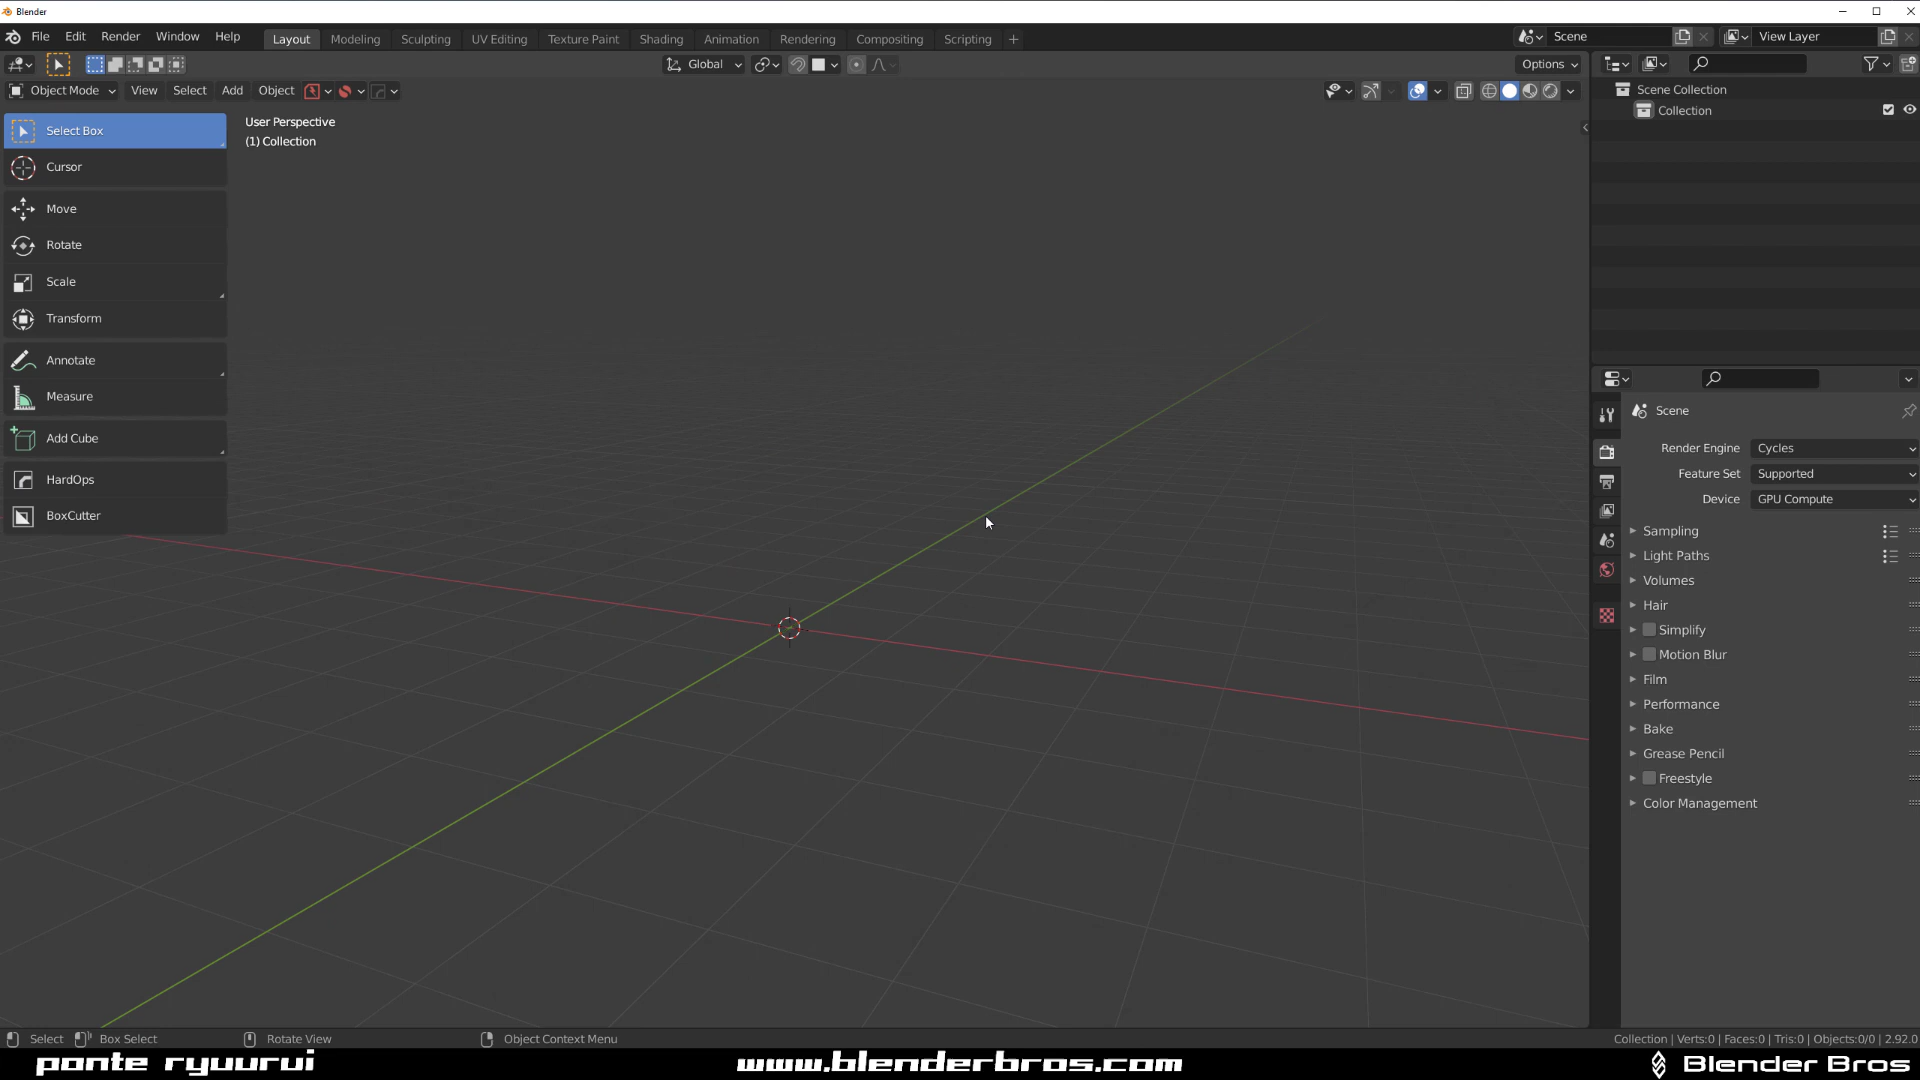 Blender
File Edit Render Window Help Layout Modeling Sculpting UV Editing Texture Paint Shading Animation Rendering Compositing Scripting + Scene View Layer
Global Options
Object Mode View Select Add Object
Select Box
Cursor
Move
Rotate
Scale
Transform
Annotate
Measure
Add Cube
HardOps
BoxCutter
User Perspective
(1) Collection
Scene Collection
Collection
Scene
Render Engine Cycles
Feature Set Supported
Device GPU Compute
Sampling
Light Paths
Volumes
Hair
Simplify
Motion Blur
Film
Performance
Bake
Grease Pencil
Freestyle
Color Management
Select Box Select Rotate View Object Context Menu Collection | Verts:0 | Faces:0 | Tris:0 | Objects:0/0 | 2.92.0
ponte ryuurui www.blenderbros.com Blender Bros